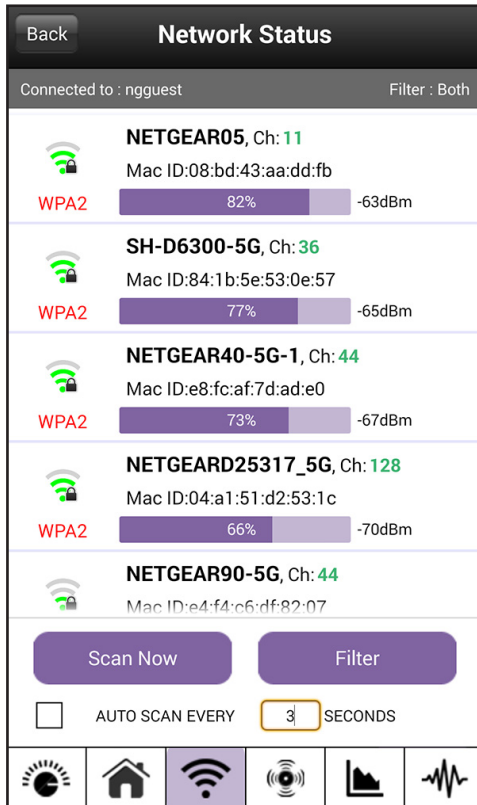 Back
Network Status
Connected to : ngguest
Filter : Both
NETGEAR05, Ch: 11
Mac ID:08:bd:43:aa:dd:fb
WPA2
82%
-63dBm
SH-D6300-5G, Ch: 36
Mac ID:84:1b:5e:53:0e:57
WPA2
77%
-65dBm
NETGEAR40-5G-1, Ch: 44
Mac ID:e8:fc:af:7d:ad:e0
WPA2
73%
-67dBm
NETGEARD25317_5G, Ch: 128
Mac ID:04:a1:51:d2:53:1c
WPA2
66%
-70dBm
NETGEAR90-5G, Ch: 44
Mac ID:e4:f4:c6:df:82:07
Scan Now
Filter
AUTO SCAN EVERY 3 SECONDS